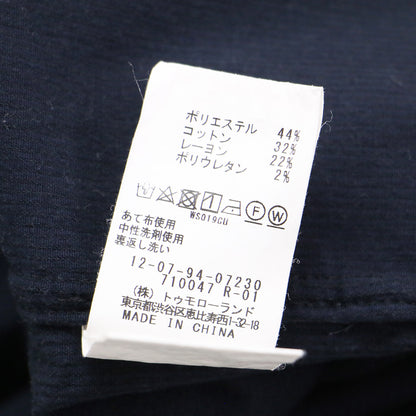 ポリエステル 44%
コットン 32%
レーヨン 22%
ポリウレタン 2%
F W
WS019CU
あて布使用
中性洗剤使用
裏返し洗い
12-07-94-07230
710047 R-01
(株) トゥモローランド
東京都渋谷区恵比寿西1-32-18
MADE IN CHINA